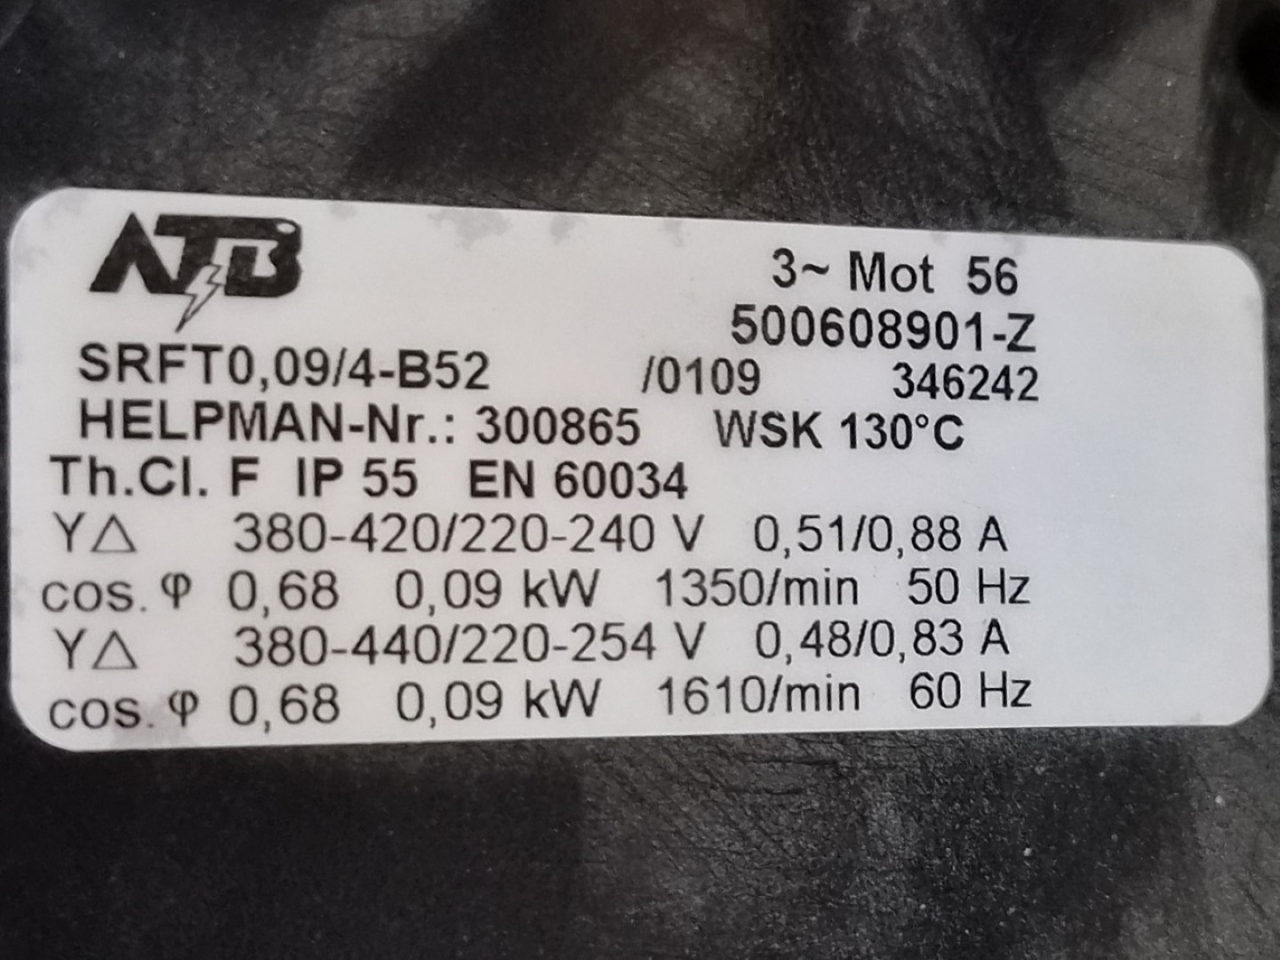 ATB
3~ Mot 56
500608901-Z
SRFT0,09/4-B52 /0109 346242
HELPMAN-Nr.: 300865 WSK 130°C
Th.Cl. F IP 55 EN 60034
Y△ 380-420/220-240 V 0,51/0,88 A
cos. φ 0,68 0,09 kW 1350/min 50 Hz
Y△ 380-440/220-254 V 0,48/0,83 A
cos. φ 0,68 0,09 kW 1610/min 60 Hz